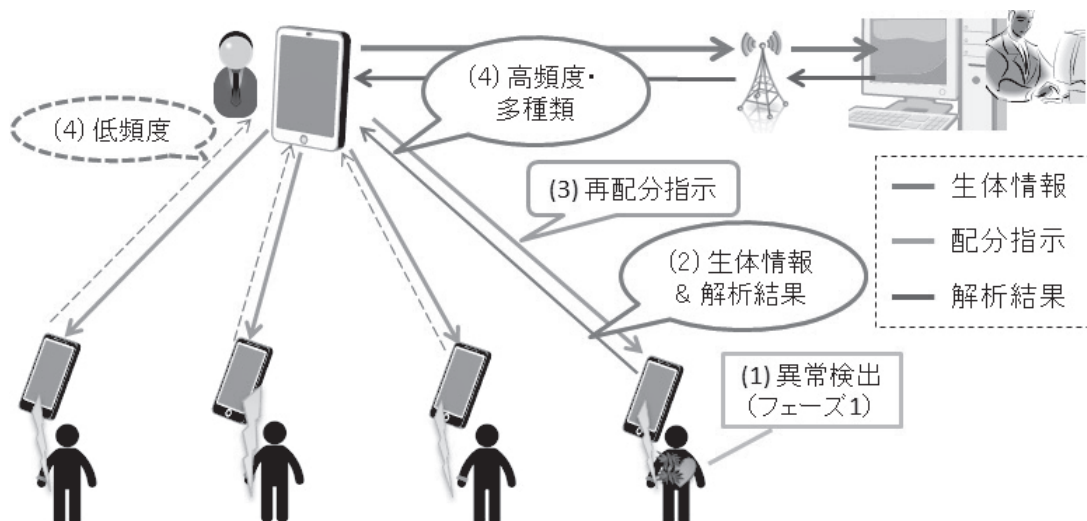 (4) 高頻度・
多種類
(4) 低頻度
(3) 再配分指示
(2) 生体情報
& 解析結果
(1) 異常検出
(フェーズ1)
生体情報
配分指示
解析結果